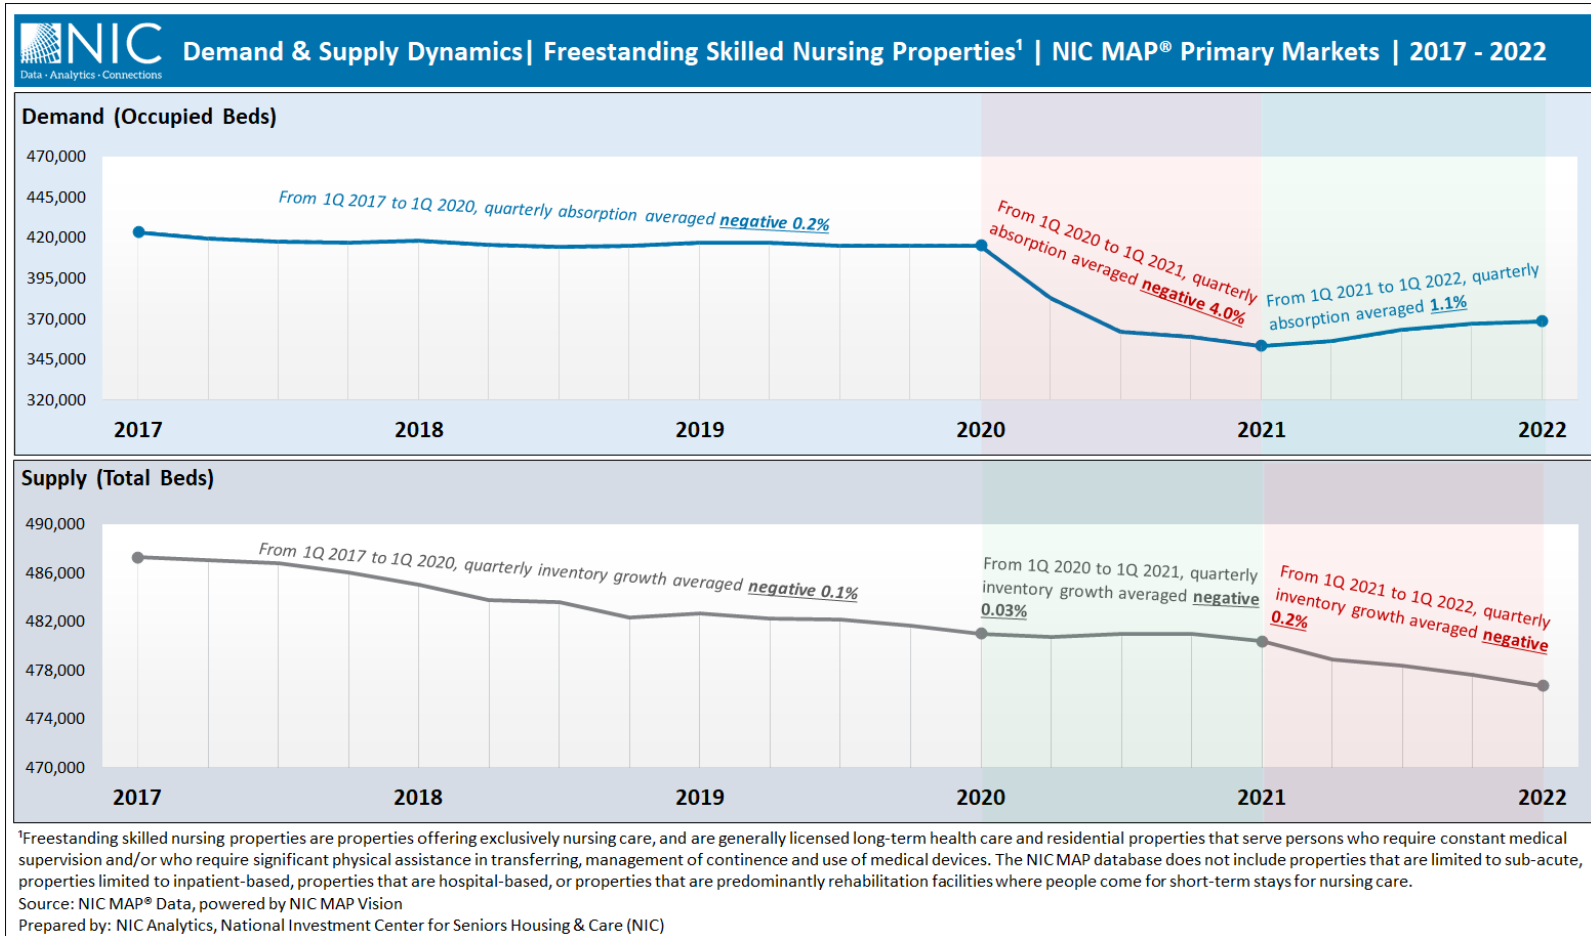 NIC
Data · Analytics · Connections
Demand & Supply Dynamics| Freestanding Skilled Nursing Properties¹ | NIC MAP® Primary Markets | 2017 - 2022
Demand (Occupied Beds)
470,000
445,000
420,000
395,000
370,000
345,000
320,000
From 1Q 2017 to 1Q 2020, quarterly absorption averaged negative 0.2%
From 1Q 2020 to 1Q 2021, quarterly
absorption averaged negative 4.0%
From 1Q 2021 to 1Q 2022, quarterly
absorption averaged 1.1%
2017
2018
2019
2020
2021
2022
Supply (Total Beds)
490,000
486,000
482,000
478,000
474,000
470,000
From 1Q 2017 to 1Q 2020, quarterly inventory growth averaged negative 0.1%
From 1Q 2020 to 1Q 2021, quarterly
inventory growth averaged negative
0.03%
From 1Q 2021 to 1Q 2022, quarterly
inventory growth averaged negative
0.2%
2017
2018
2019
2020
2021
2022
¹Freestanding skilled nursing properties are properties offering exclusively nursing care, and are generally licensed long-term health care and residential properties that serve persons who require constant medical
supervision and/or who require significant physical assistance in transferring, management of continence and use of medical devices. The NIC MAP database does not include properties that are limited to sub-acute,
properties limited to inpatient-based, properties that are hospital-based, or properties that are predominantly rehabilitation facilities where people come for short-term stays for nursing care.
Source: NIC MAP® Data, powered by NIC MAP Vision
Prepared by: NIC Analytics, National Investment Center for Seniors Housing & Care (NIC)